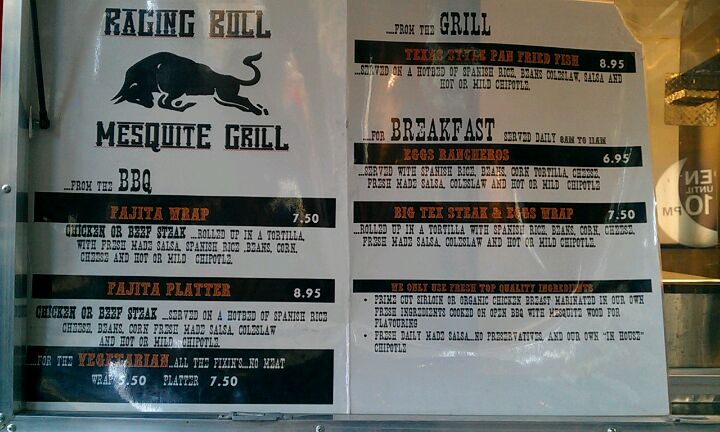 RAGING BULL
MESQUITE GRILL
....FROM THE BBQ
FAJITA WRAP 7.50
CHICKEN OR BEEF STEAK ...ROLLED UP IN A TORTILLA,
WITH FRESH MADE SALSA, SPANISH RICE ,BEANS, CORN,
CHEESE AND HOT OR MILD CHIPOTLE.
FAJITA PLATTER 8.95
CHICKEN OR BEEF STEAK ....SERVED ON A HOTBED OF SPANISH RICE
CHEESE, BEANS, CORN FRESH MADE SALSA, COLESLAW
AND HOT OR MILD CHIPOTLE.
....FOR THE VEGETARIAN...ALL THE FIXIN'S...NO MEAT
WRAP 5.50 PLATTER 7.50
....FROM THE GRILL
TEXAS STYLE PAN FRIED FISH 8.95
....SERVED ON A HOTBED OF SPANISH RICE, BEANS COLESLAW, SALSA AND
HOT OR MILD CHIPOTLE.
....FOR BREAKFAST SERVED DAILY 8AM TO 11AM
EGGS RANCHEROS 6.95
....SERVED WITH SPANISH RICE, BEANS, CORN TORTILLA, CHEESE,
FRESH MADE SALSA, COLESLAW AND HOT OR MILD CHIPOTLE
BIG TEX STEAK & EGGS WRAP 7.50
....ROLLED UP IN A TORTILLA WITH SPANISH RICE, BEANS, CORN, CHEESE,
FRESH MADE SALSA, COLESLAW AND HOT OR MILD CHIPOTLE.
WE ONLY USE FRESH TOP QUALITY INGREDIENTS
• PRIME CUT SIRLOIN OR ORGANIC CHICKEN BREAST MARINATED IN OUR OWN
FRESH INGREDIENTS COOKED ON OPEN BBQ WITH MESQUITE WOOD FOR
FLAVOURING
• FRESH DAILY MADE SALSA...NO PRESERVATIVES, AND OUR OWN "IN HOUSE"
CHIPOTLE
EN
UNTIL
10 PM